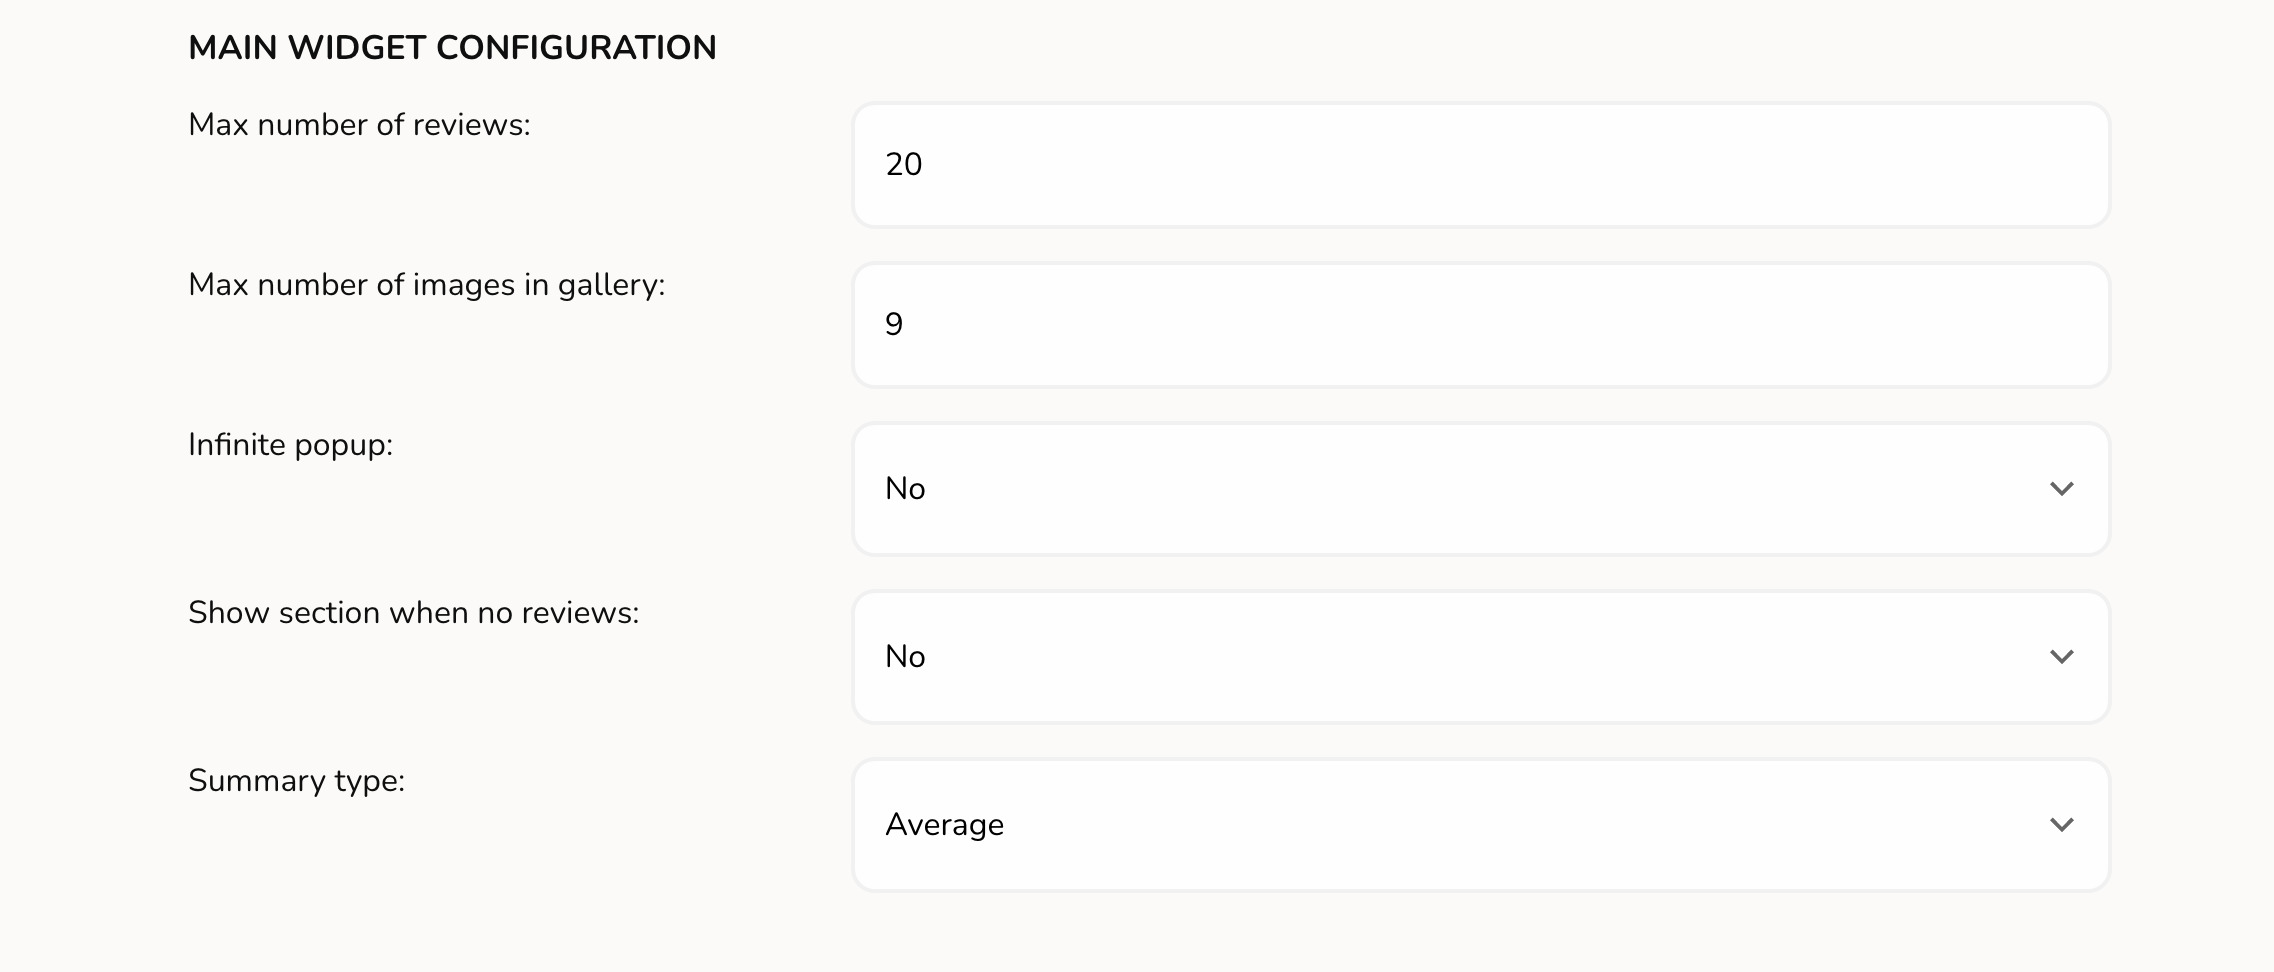 MAIN WIDGET CONFIGURATION
Max number of reviews:
20
Max number of images in gallery:
9
Infinite popup:
No
Show section when no reviews:
No
Summary type:
Average